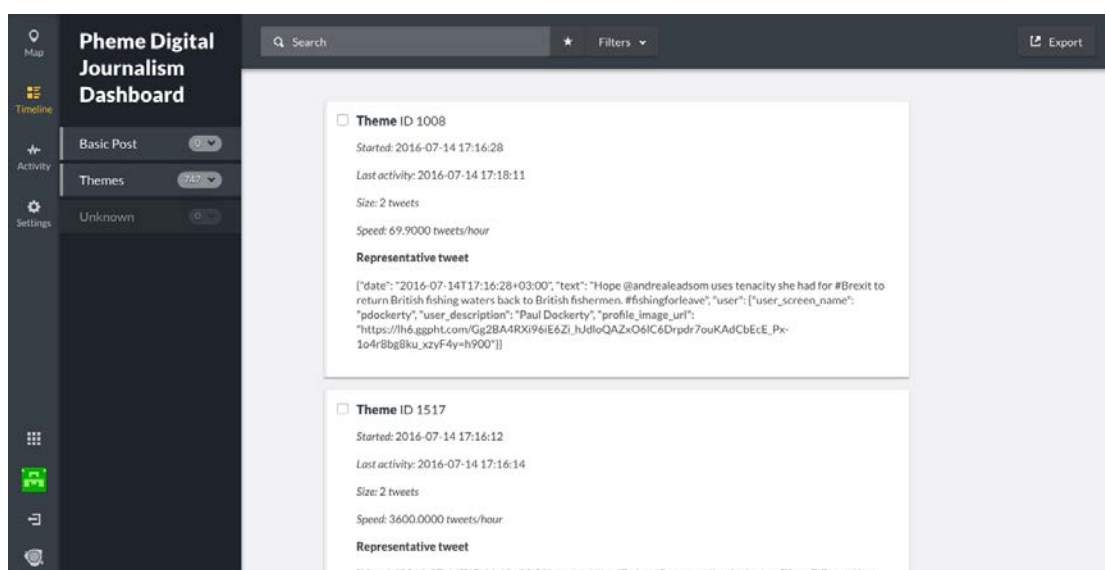 Map
Timeline
Activity
Settings
Pheme Digital
Journalism
Dashboard
Basic Post 0
Themes 747
Unknown 0
Search
★ Filters
Export
Theme ID 1008
Started: 2016-07-14 17:16:28
Last activity: 2016-07-14 17:18:11
Size: 2 tweets
Speed: 69.9000 tweets/hour
Representative tweet
{"date": "2016-07-14T17:16:28+03:00", "text": "Hope @andrealeadsom uses tenacity she had for #Brexit to
return British fishing waters back to British fishermen. #fishingforleave", "user": {"user_screen_name":
"pdockerty", "user_description": "Paul Dockerty", "profile_image_url":
"https://lh6.ggpht.com/Gg2BA4RXi96iE6Zi_hJdloQAZxO6lC6Drpdr7ouKAdCbEcE_Px-
1o4r8bg8ku_xzyF4y=h900"}}
Theme ID 1517
Started: 2016-07-14 17:16:12
Last activity: 2016-07-14 17:16:14
Size: 2 tweets
Speed: 3600.0000 tweets/hour
Representative tweet